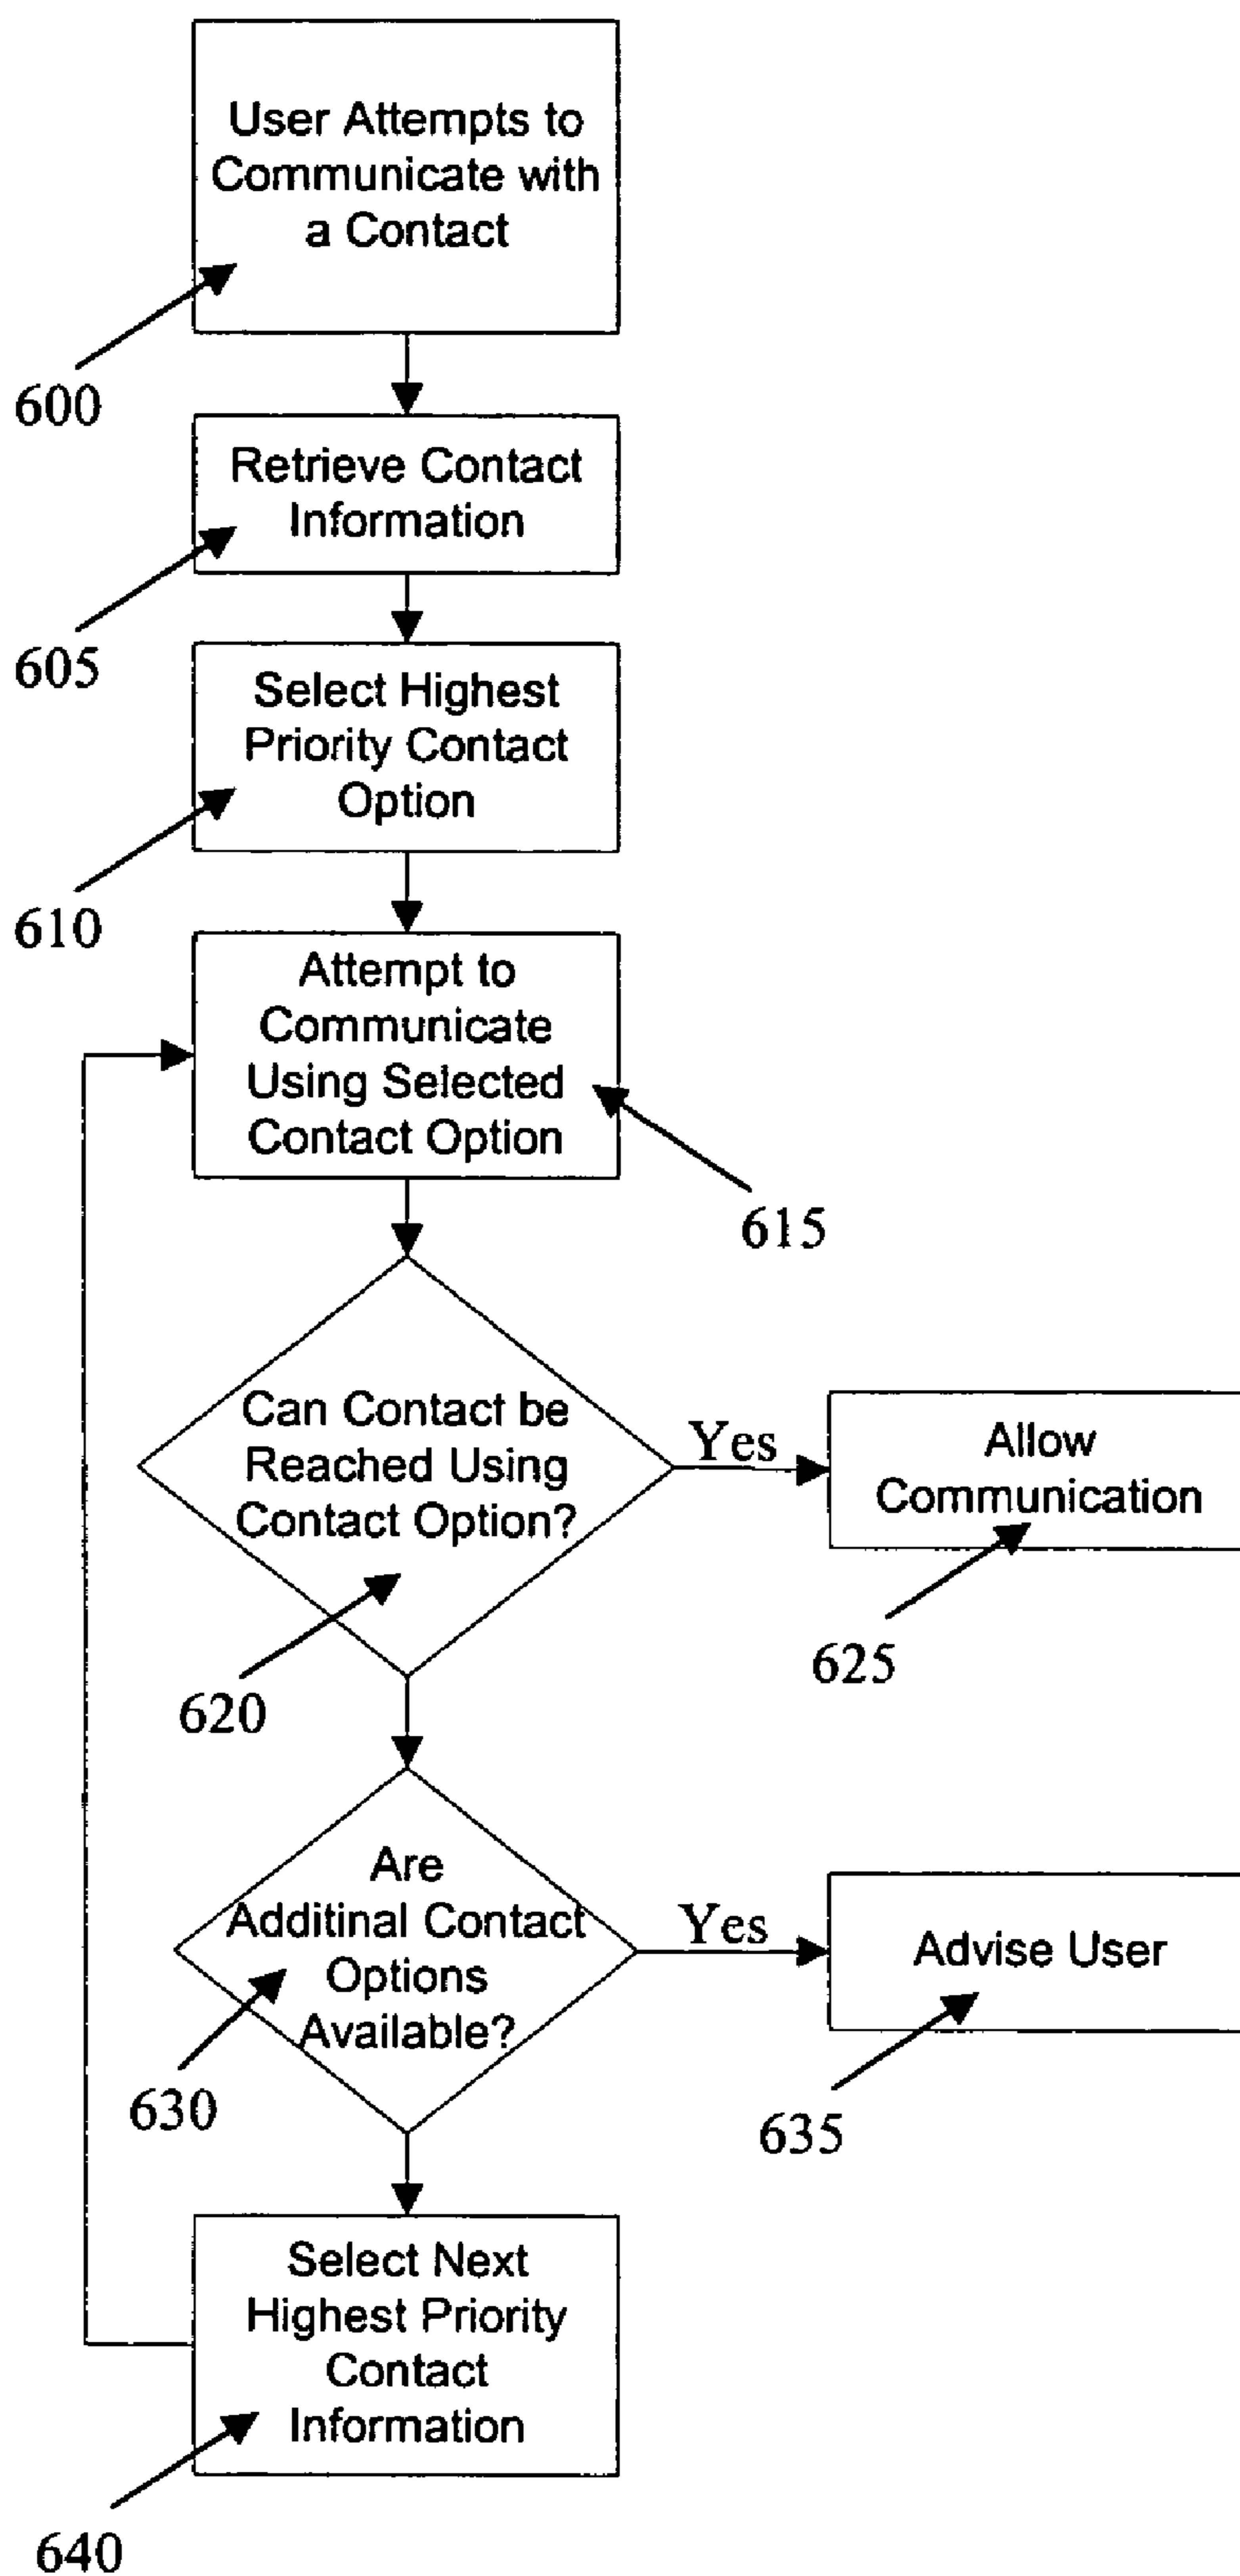 User Attempts to
Communicate with
a Contact
600
Retrieve Contact
Information
605
Select Highest
Priority Contact
Option
610
Attempt to
Communicate
Using Selected
Contact Option
615
Can Contact be
Reached Using
Contact Option?
Yes
Allow
Communication
620
625
Are
Additinal Contact
Options
Available?
Yes
Advise User
630
635
Select Next
Highest Priority
Contact
Information
640